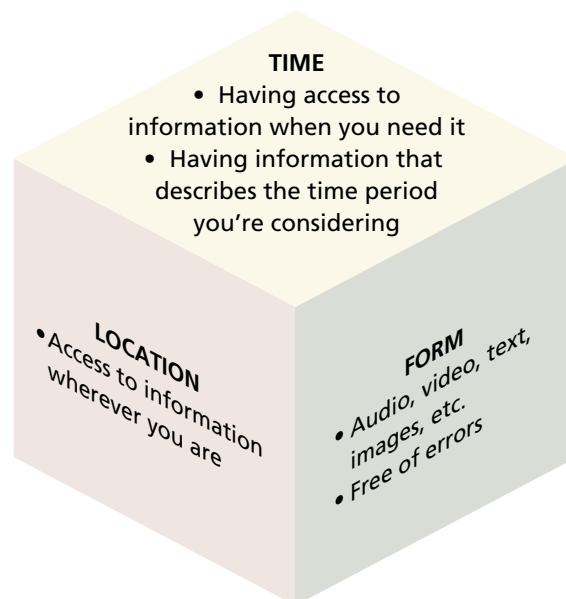 TIME
• Having access to
information when you need it
• Having information that
describes the time period
you’re considering
LOCATION
• Access to information
wherever you are
FORM
• Audio, video, text,
images, etc.
• Free of errors